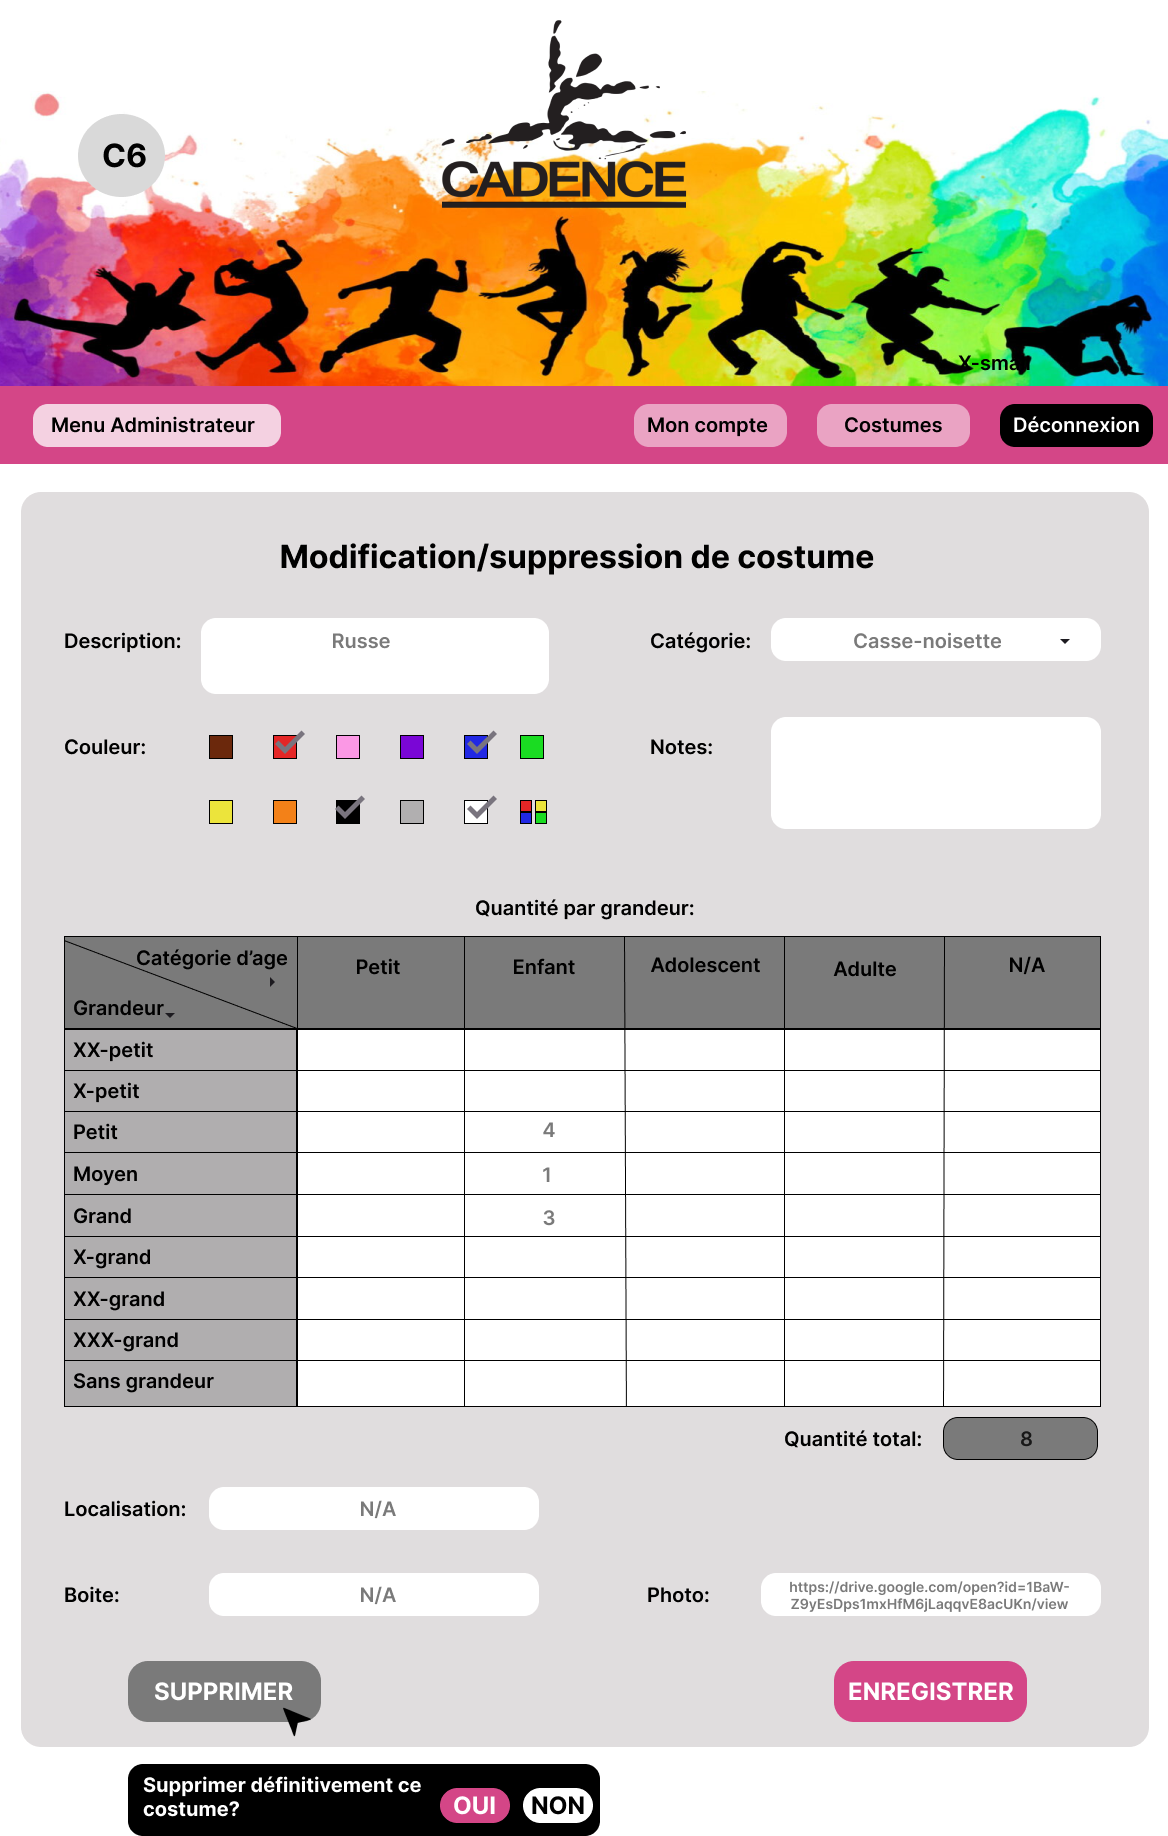 C6
CADENCE
X-small
Menu Administrateur
Mon compte
Costumes
Déconnexion
Modification/suppression de costume
Description:
Russe
Catégorie:
Casse-noisette
Couleur:
Notes:
Quantité par grandeur:
Catégorie d’age
Grandeur
Petit
Enfant
Adolescent
Adulte
N/A
XX-petit
X-petit
Petit
4
Moyen
1
Grand
3
X-grand
XX-grand
XXX-grand
Sans grandeur
Quantité total:
8
Localisation:
N/A
Boite:
N/A
Photo:
https://drive.google.com/open?id=1BaW-
Z9yEsDps1mxHfM6jLaqqvE8acUKn/view
SUPPRIMER
ENREGISTRER
Supprimer définitivement ce
costume?
OUI
NON